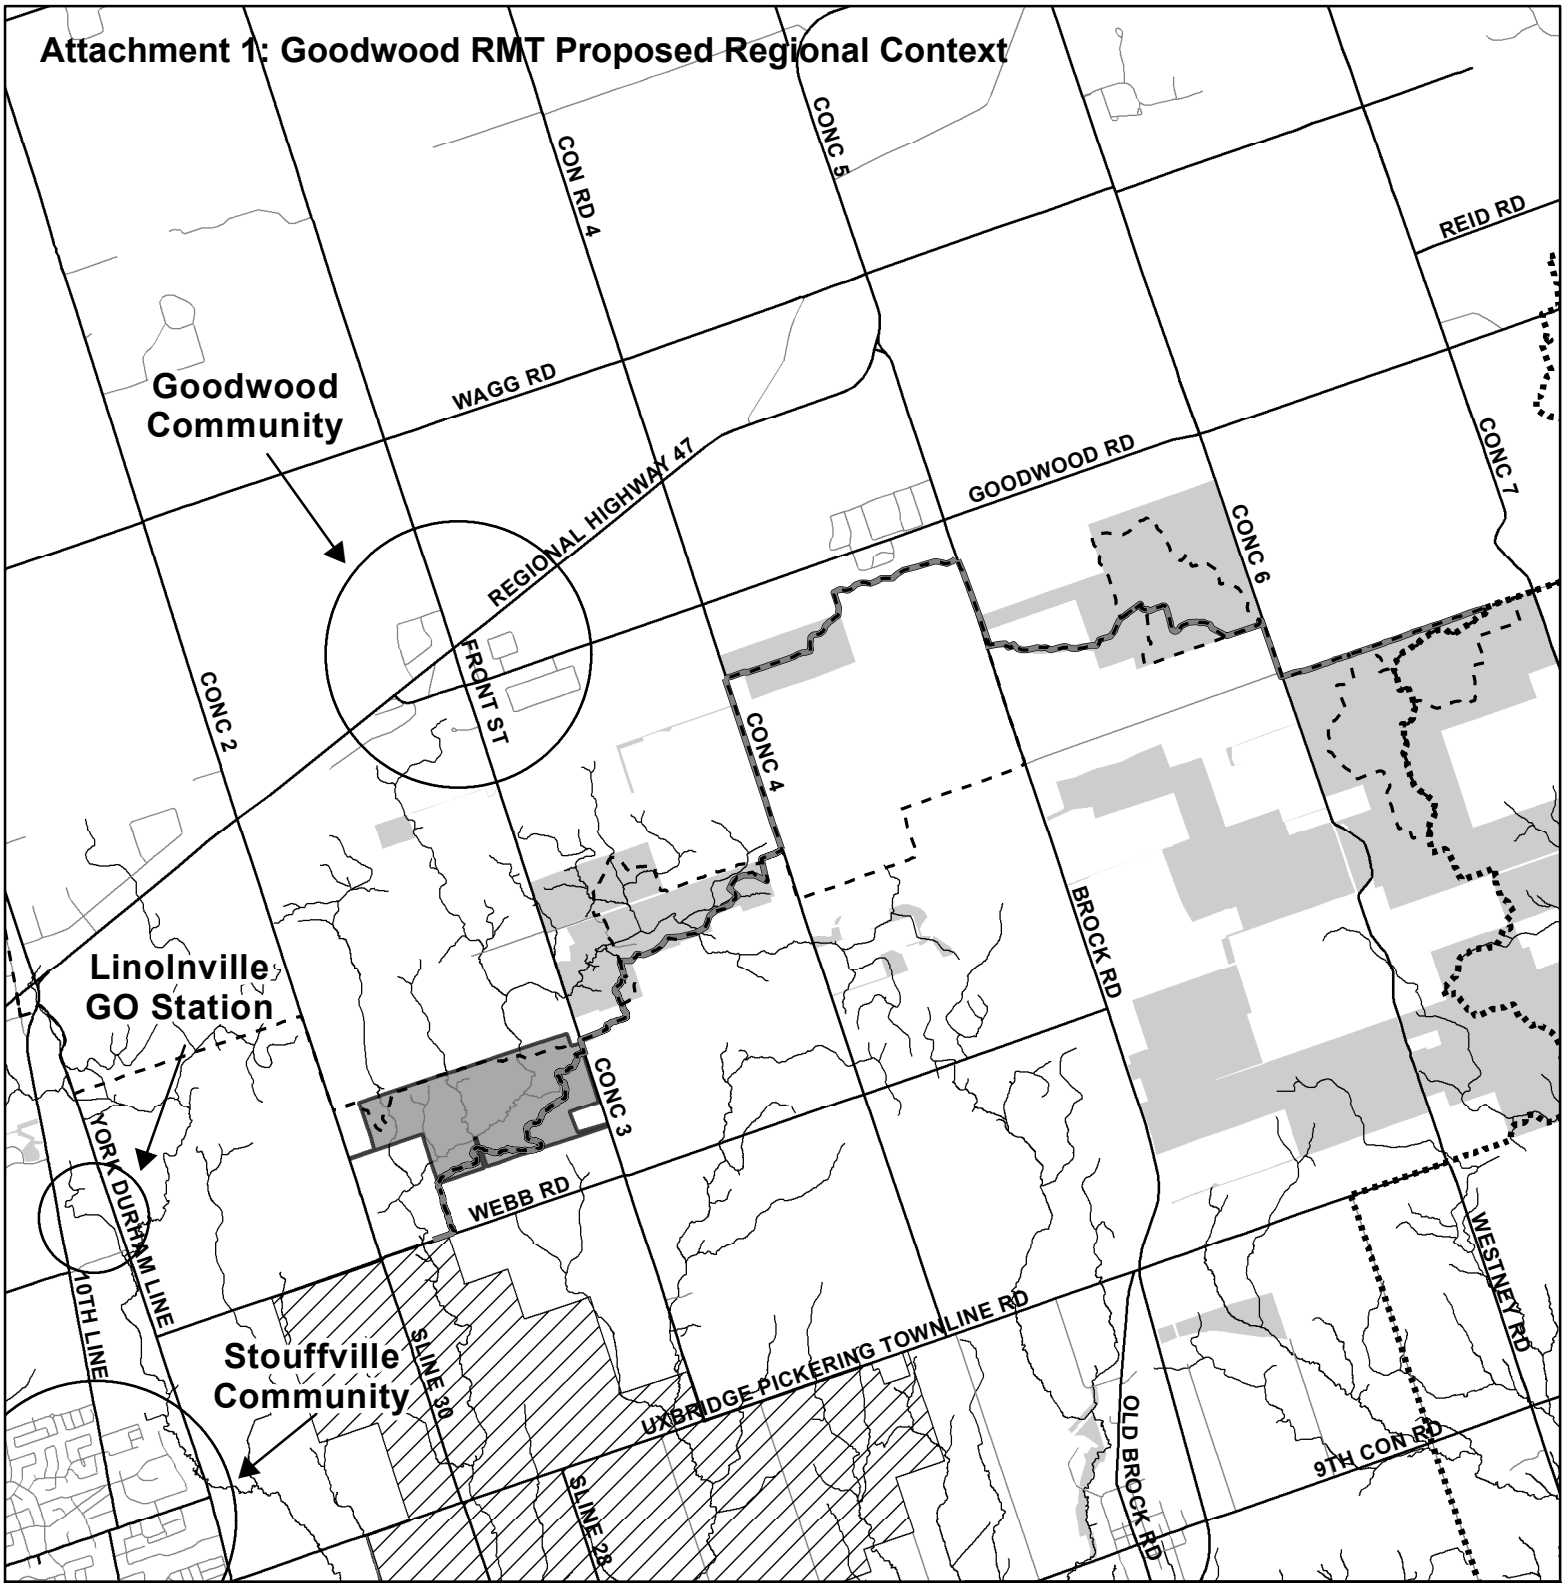 Attachment 1: Goodwood RMT Proposed Regional Context
CONC 5
CON RD 4
REID RD
WAGG RD
Goodwood
Community
REGIONAL HIGHWAY 47
GOODWOOD RD
CONC 7
CONC 6
FRONT ST
CONC 2
CONC 4
BROCK RD
Linolnville
GO Station
CONC 3
YORK DURHAM LINE
WEBB RD
10TH LINE
WESTNEY RD
UXBRIDGE PICKERING TOWNLINE RD
SLINE 30
Stouffville
Community
OLD BROCK RD
9TH CON RD
SLINE 28